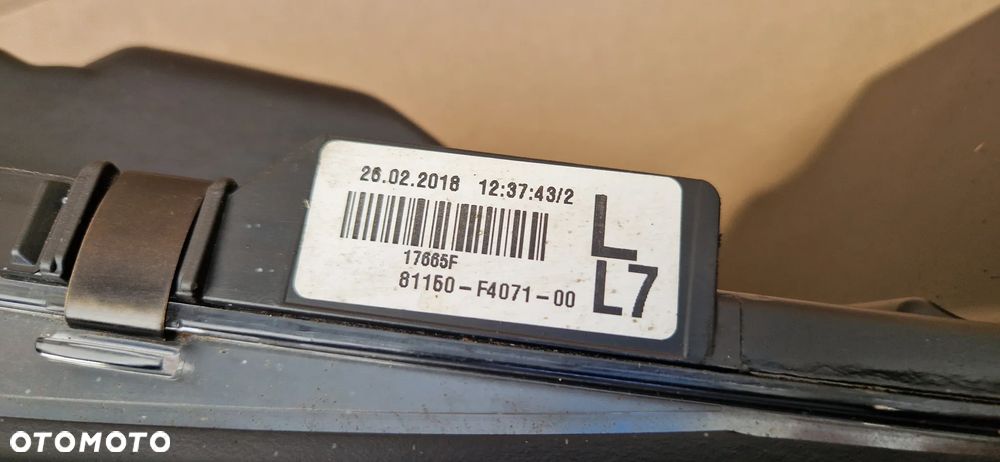 26.02.2018 12:37:43/2
L
17665F
81150-F4071-00
L7
OTOMOTO